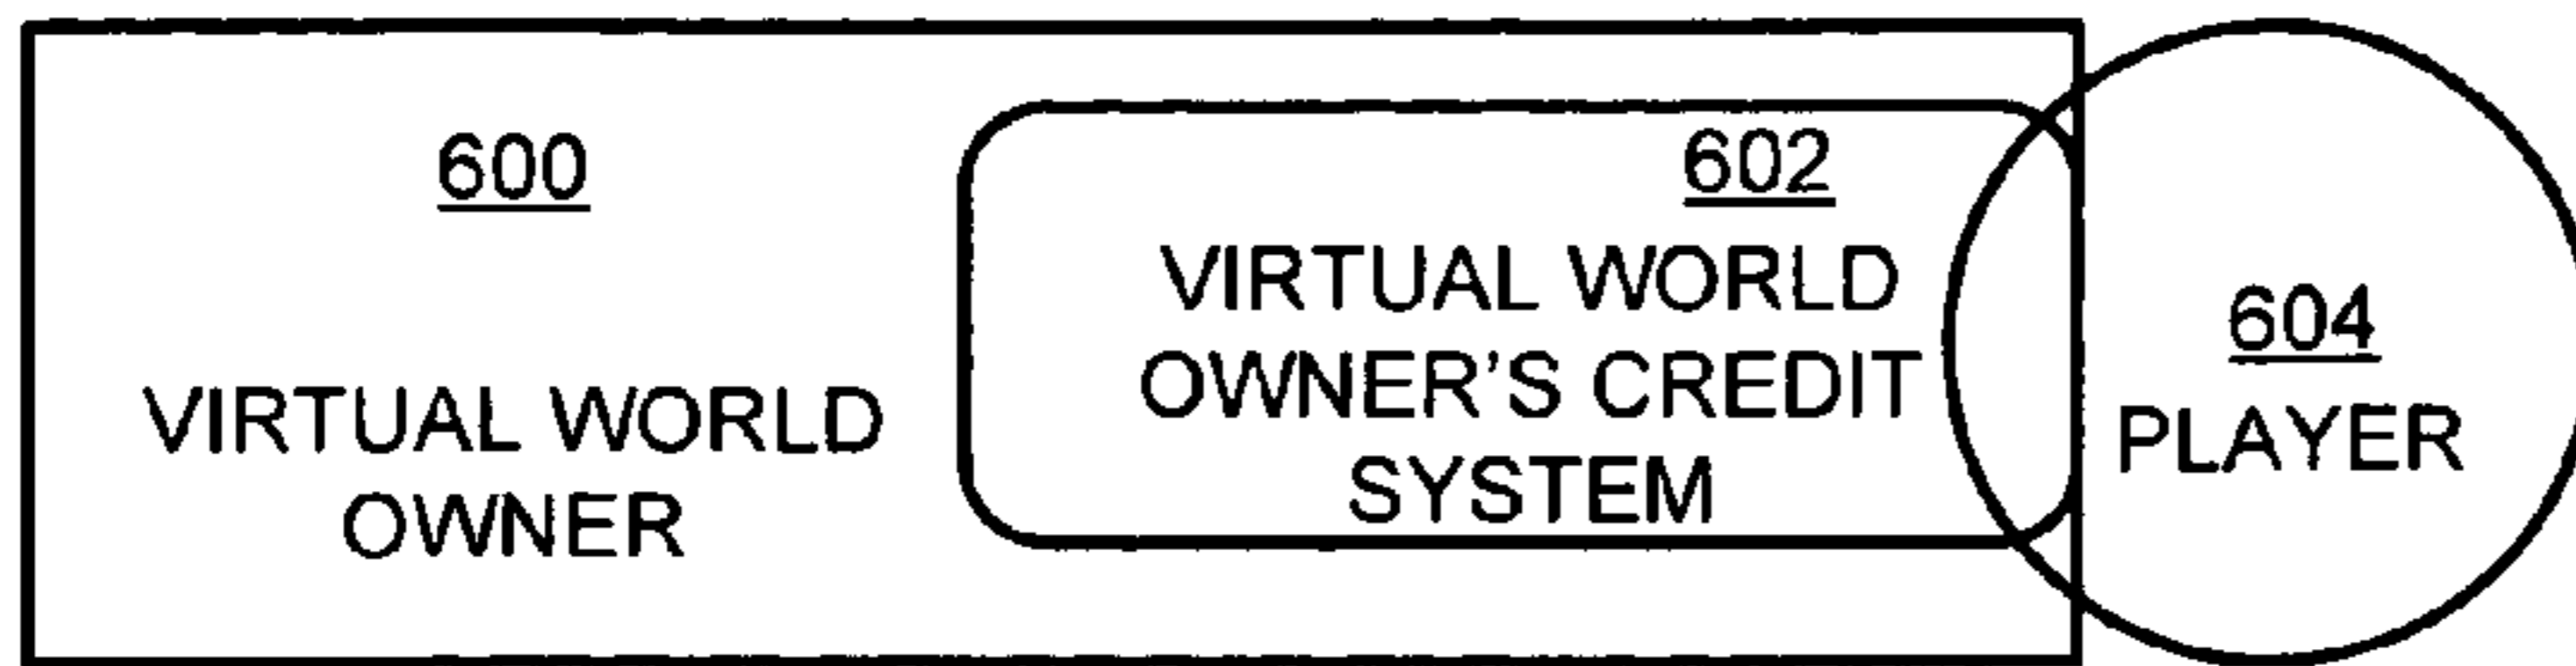 600
VIRTUAL WORLD
OWNER
602
VIRTUAL WORLD
OWNER'S CREDIT
SYSTEM
604
PLAYER